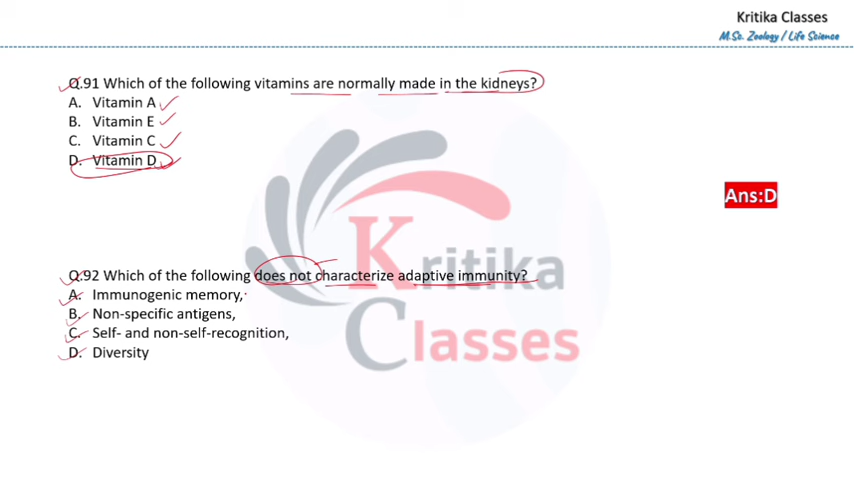 Kritika Classes
M.Sc. Zoology / Life Science
Q.91 Which of the following vitamins are normally made in the kidneys?
A. Vitamin A
B. Vitamin E
C. Vitamin C
D. Vitamin D
Ans:D
Q.92 Which of the following does not characterize adaptive immunity?
A. Immunogenic memory,
B. Non-specific antigens,
C. Self- and non-self-recognition,
D. Diversity
Kritika
Classes